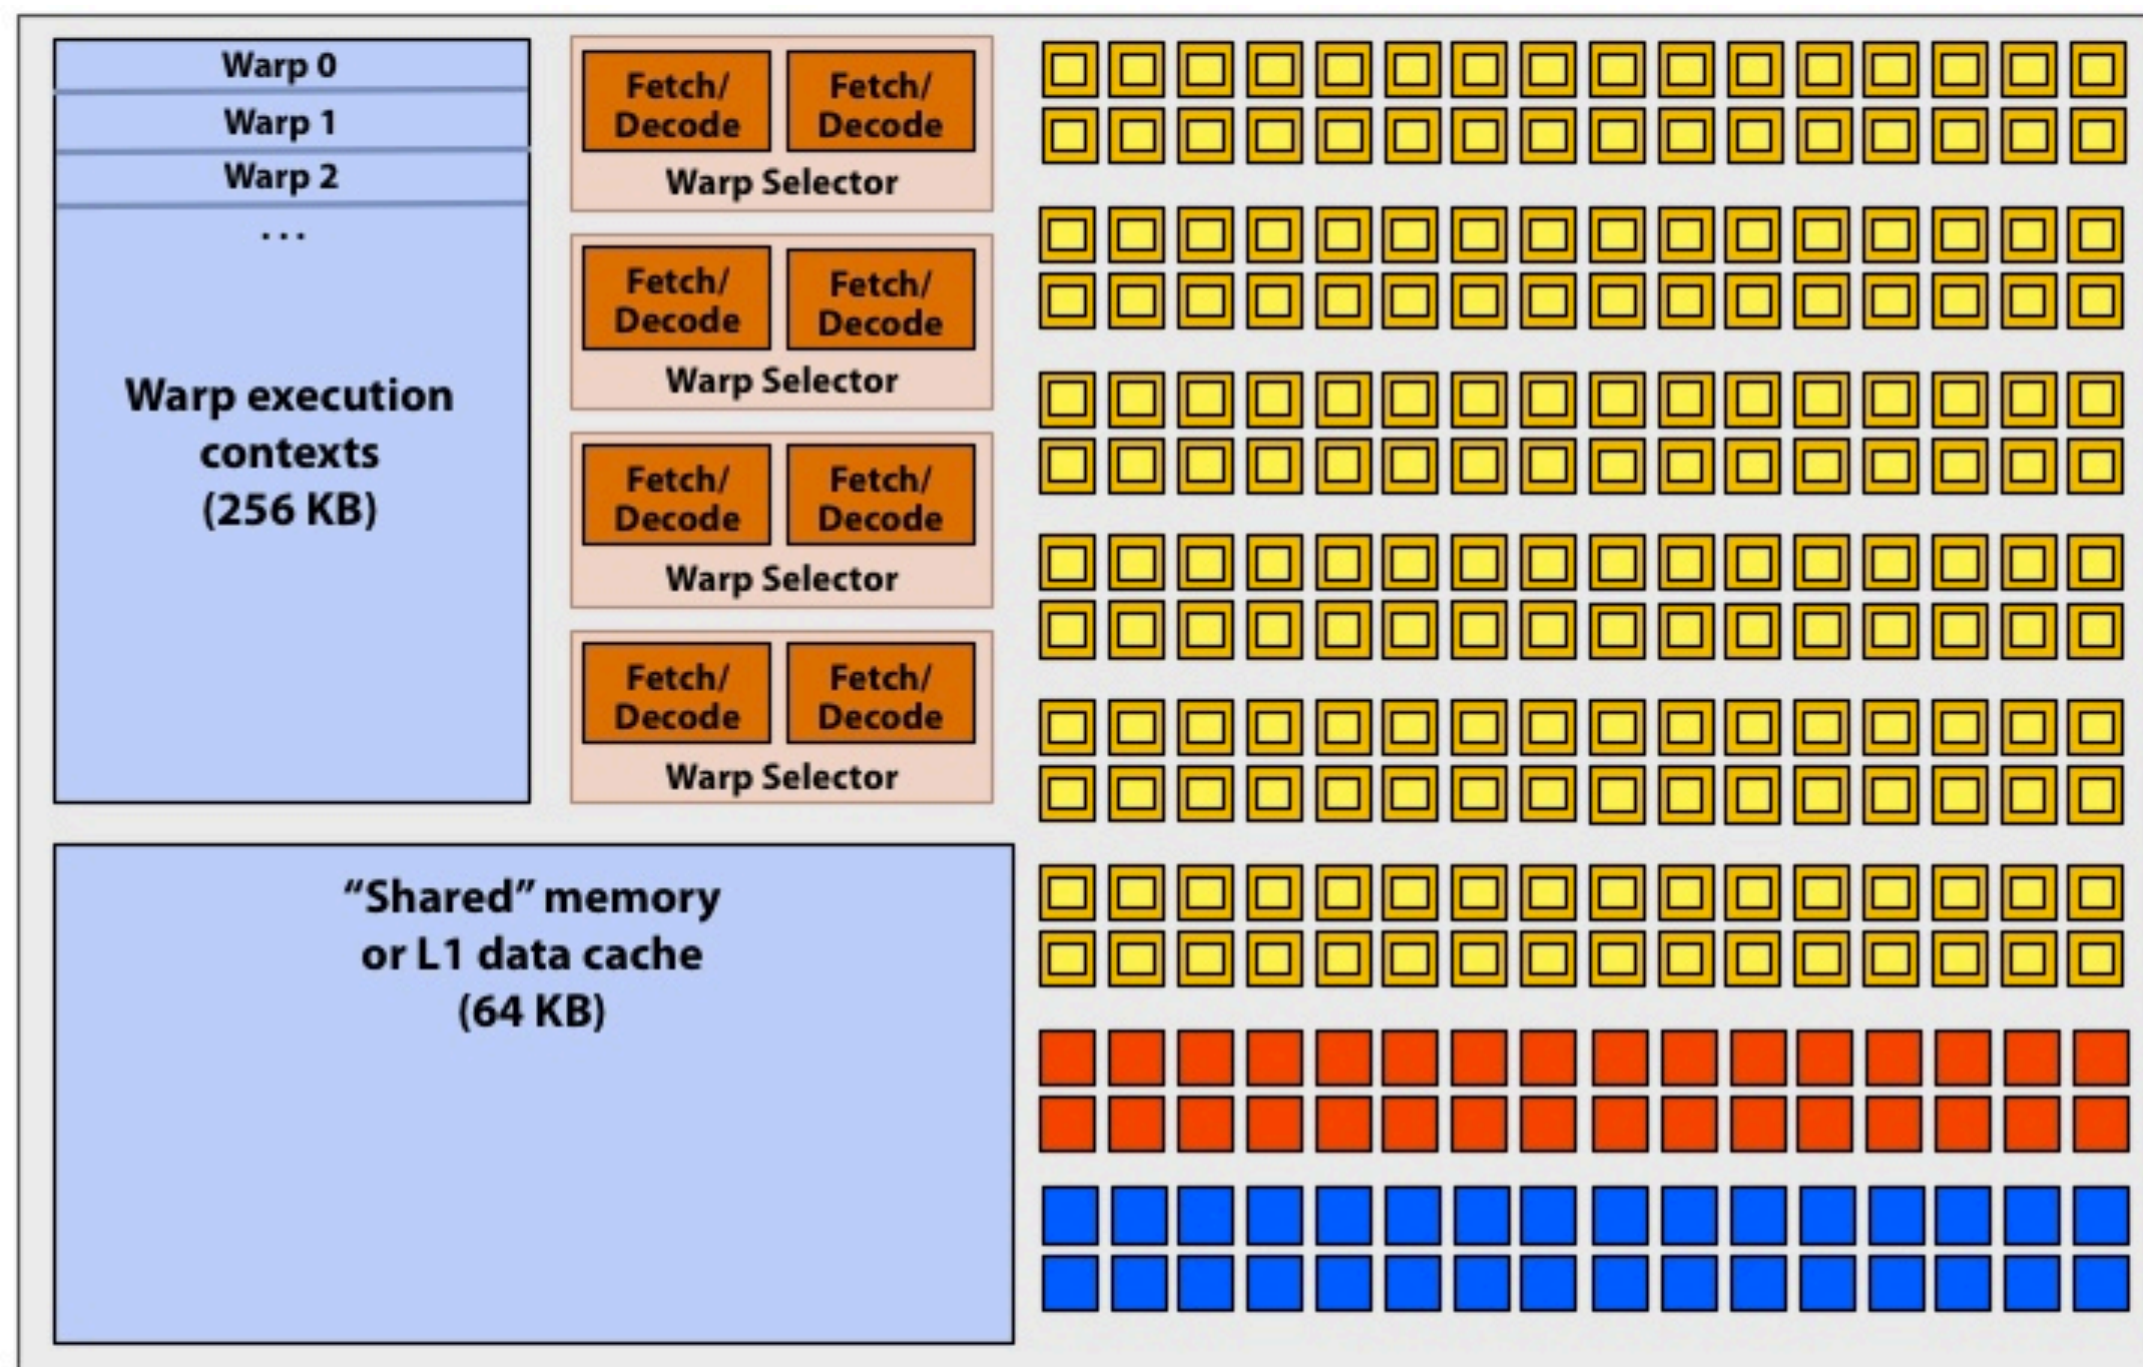 Warp 0
Warp 1
Warp 2
...
Warp execution
contexts
(256 KB)
Fetch/
Decode
Fetch/
Decode
Warp Selector
Fetch/
Decode
Fetch/
Decode
Warp Selector
Fetch/
Decode
Fetch/
Decode
Warp Selector
Fetch/
Decode
Fetch/
Decode
Warp Selector
“Shared” memory
or L1 data cache
(64 KB)